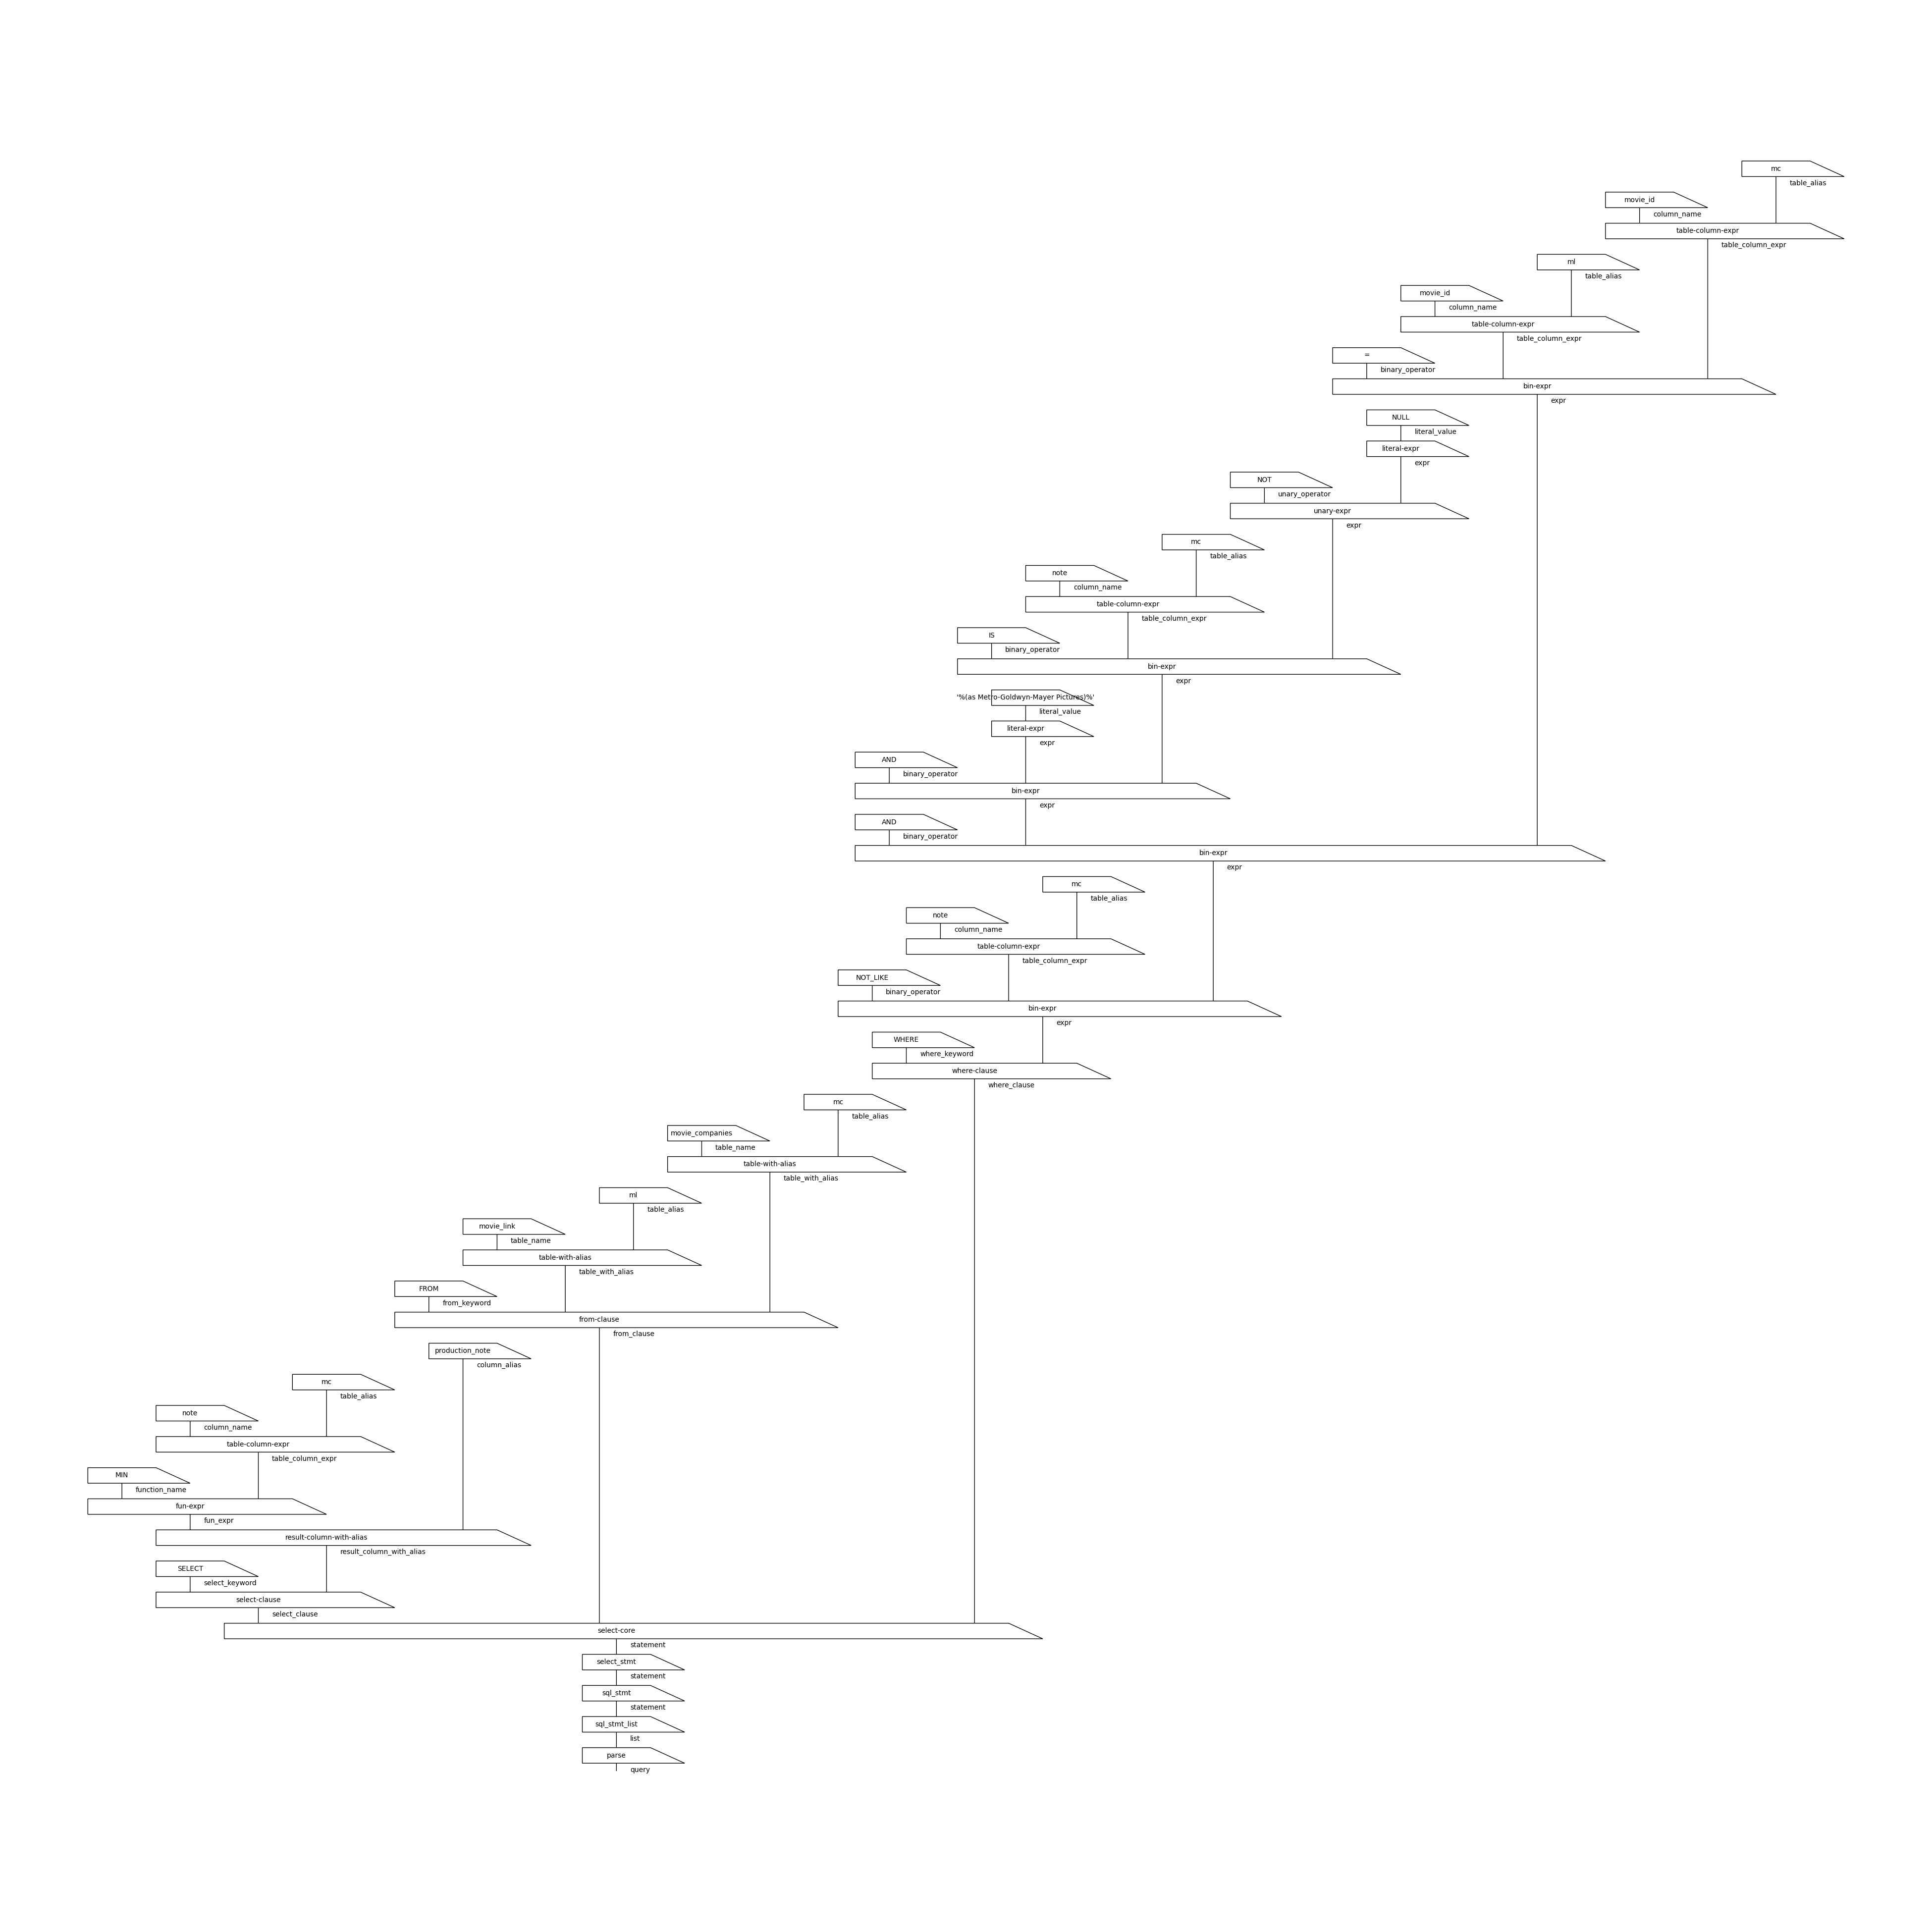 mc
table_alias
movie_id
column_name
table-column-expr
table_column_expr
ml
table_alias
movie_id
column_name
table-column-expr
table_column_expr
=
binary_operator
bin-expr
expr
NULL
literal_value
literal-expr
expr
NOT
unary_operator
unary-expr
expr
mc
table_alias
note
column_name
table-column-expr
table_column_expr
IS
binary_operator
bin-expr
expr
'%(as Metro-Goldwyn-Mayer Pictures)%'
literal_value
literal-expr
expr
AND
binary_operator
bin-expr
expr
AND
binary_operator
bin-expr
expr
mc
table_alias
note
column_name
table-column-expr
table_column_expr
NOT_LIKE
binary_operator
bin-expr
expr
WHERE
where_keyword
where-clause
where_clause
mc
table_alias
movie_companies
table_name
table-with-alias
table_with_alias
ml
table_alias
movie_link
table_name
table-with-alias
table_with_alias
FROM
from_keyword
from-clause
from_clause
production_note
column_alias
mc
table_alias
note
column_name
table-column-expr
table_column_expr
MIN
function_name
fun-expr
fun_expr
result-column-with-alias
result_column_with_alias
SELECT
select_keyword
select-clause
select_clause
select-core
statement
select_stmt
statement
sql_stmt
statement
sql_stmt_list
list
parse
query